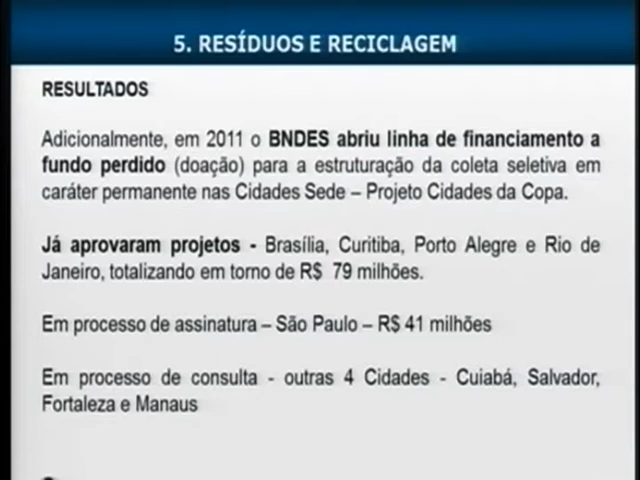 5. RESÍDUOS E RECICLAGEM
RESULTADOS
Adicionalmente, em 2011 o BNDES abriu linha de financiamento a
fundo perdido (doação) para a estruturação da coleta seletiva em
caráter permanente nas Cidades Sede – Projeto Cidades da Copa.
Já aprovaram projetos - Brasília, Curitiba, Porto Alegre e Rio de
Janeiro, totalizando em torno de R$ 79 milhões.
Em processo de assinatura – São Paulo – R$ 41 milhões
Em processo de consulta - outras 4 Cidades - Cuiabá, Salvador,
Fortaleza e Manaus